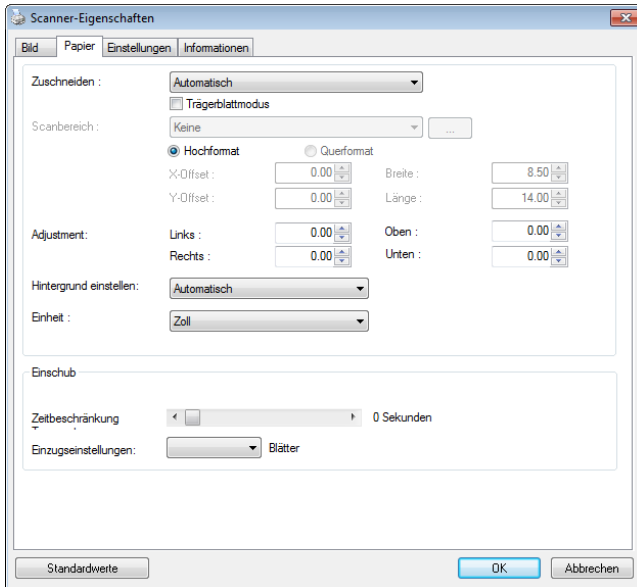 Scanner-Eigenschaften
Bild Papier Einstellungen Informationen
Zuschneiden : Automatisch
Trägerblattmodus
Scanbereich : Keine ...
Hochformat Querformat
X-Offset : 0.00 Breite : 8.50
Y-Offset : 0.00 Länge : 14.00
Adjustment: Links : 0.00 Oben : 0.00
Rechts : 0.00 Unten : 0.00
Hintergrund einstellen: Automatisch
Einheit : Zoll
Einschub
Zeitbeschränkung 0 Sekunden
Einzugseinstellungen: Blätter
Standardwerte OK Abbrechen